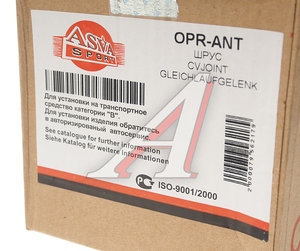 ASVA
SPORT
OPR-ANT
ШРУС
CVJOINT
GLEICHLAUFGELENK
Для установки на транспортное
средство категории "В".
Для установки изделия обратитесь
в авторизированный автосервис.
See catalogue for further information
Siehe Katalog für weitere informationen
ISO-9001/2000